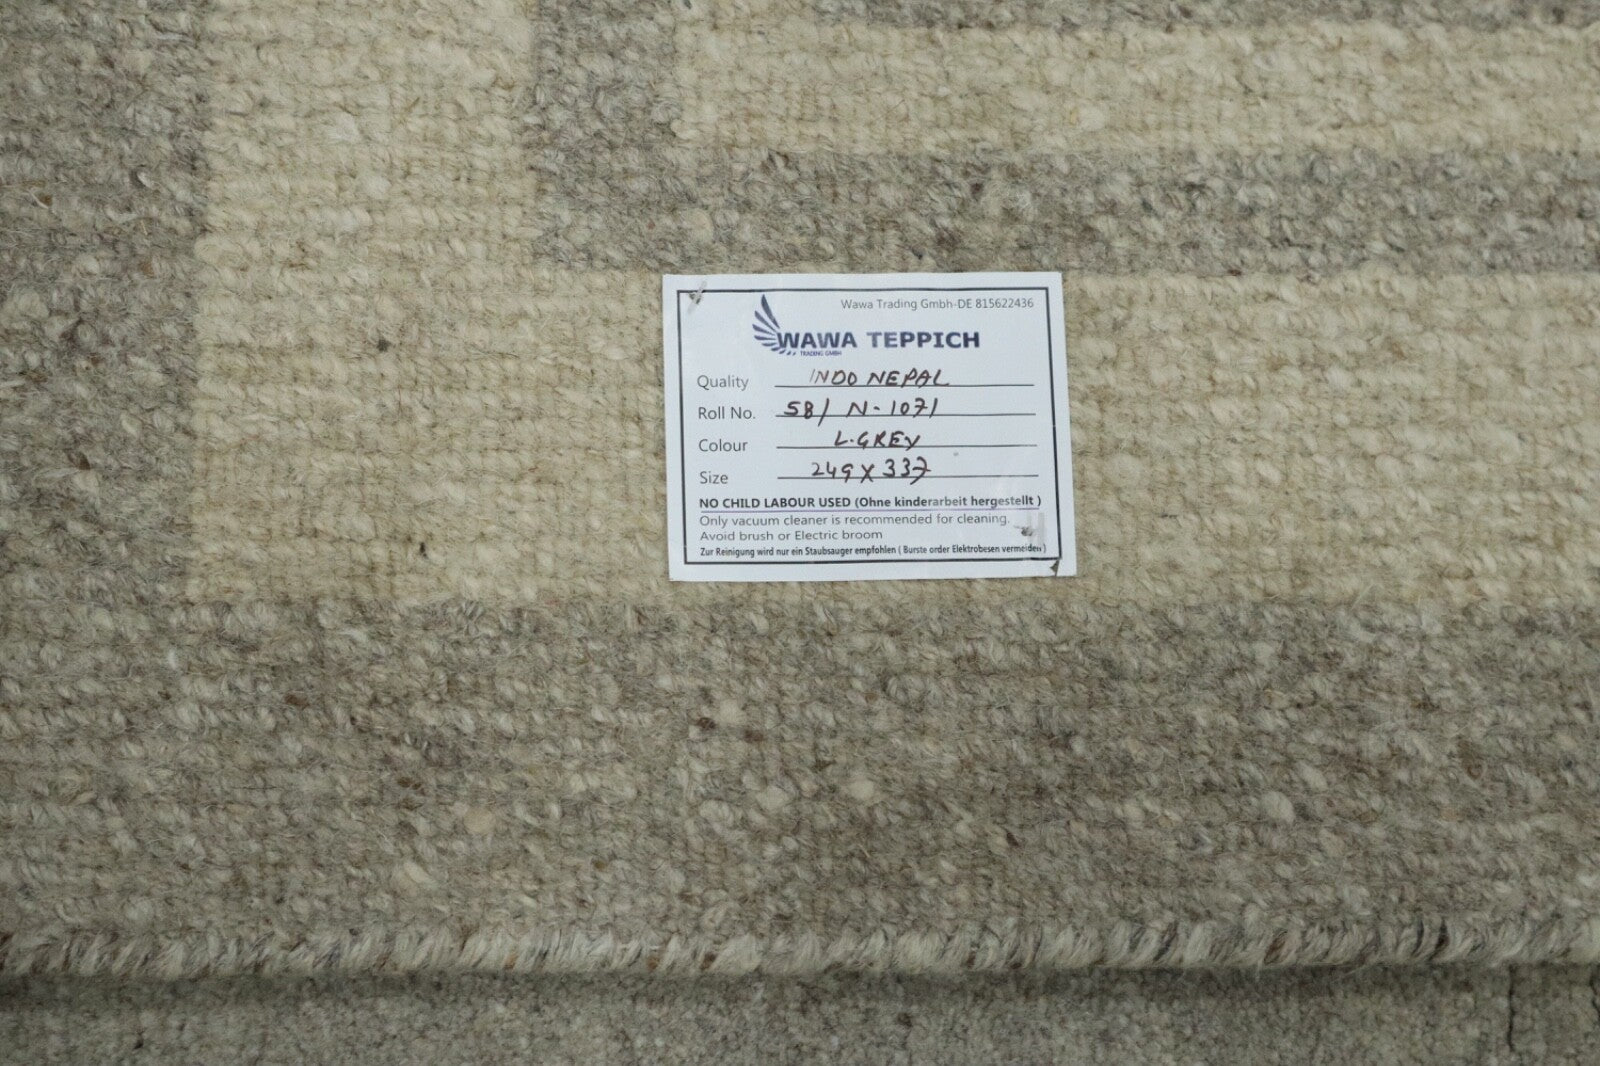 Wawa Trading Gmbh-DE 815622436
WAWA TEPPICH
TRADING GMBH
Quality INDO NEPAL
Roll No. 58/ N-1071
Colour L.GREY
Size 249 X 337
NO CHILD LABOUR USED (Ohne kinderarbeit hergestellt )
Only vacuum cleaner is recommended for cleaning.
Avoid brush or Electric broom
Zur Reinigung wird nur ein Staubsauger empfohlen ( Burste order Elektrobesen vermeiden )